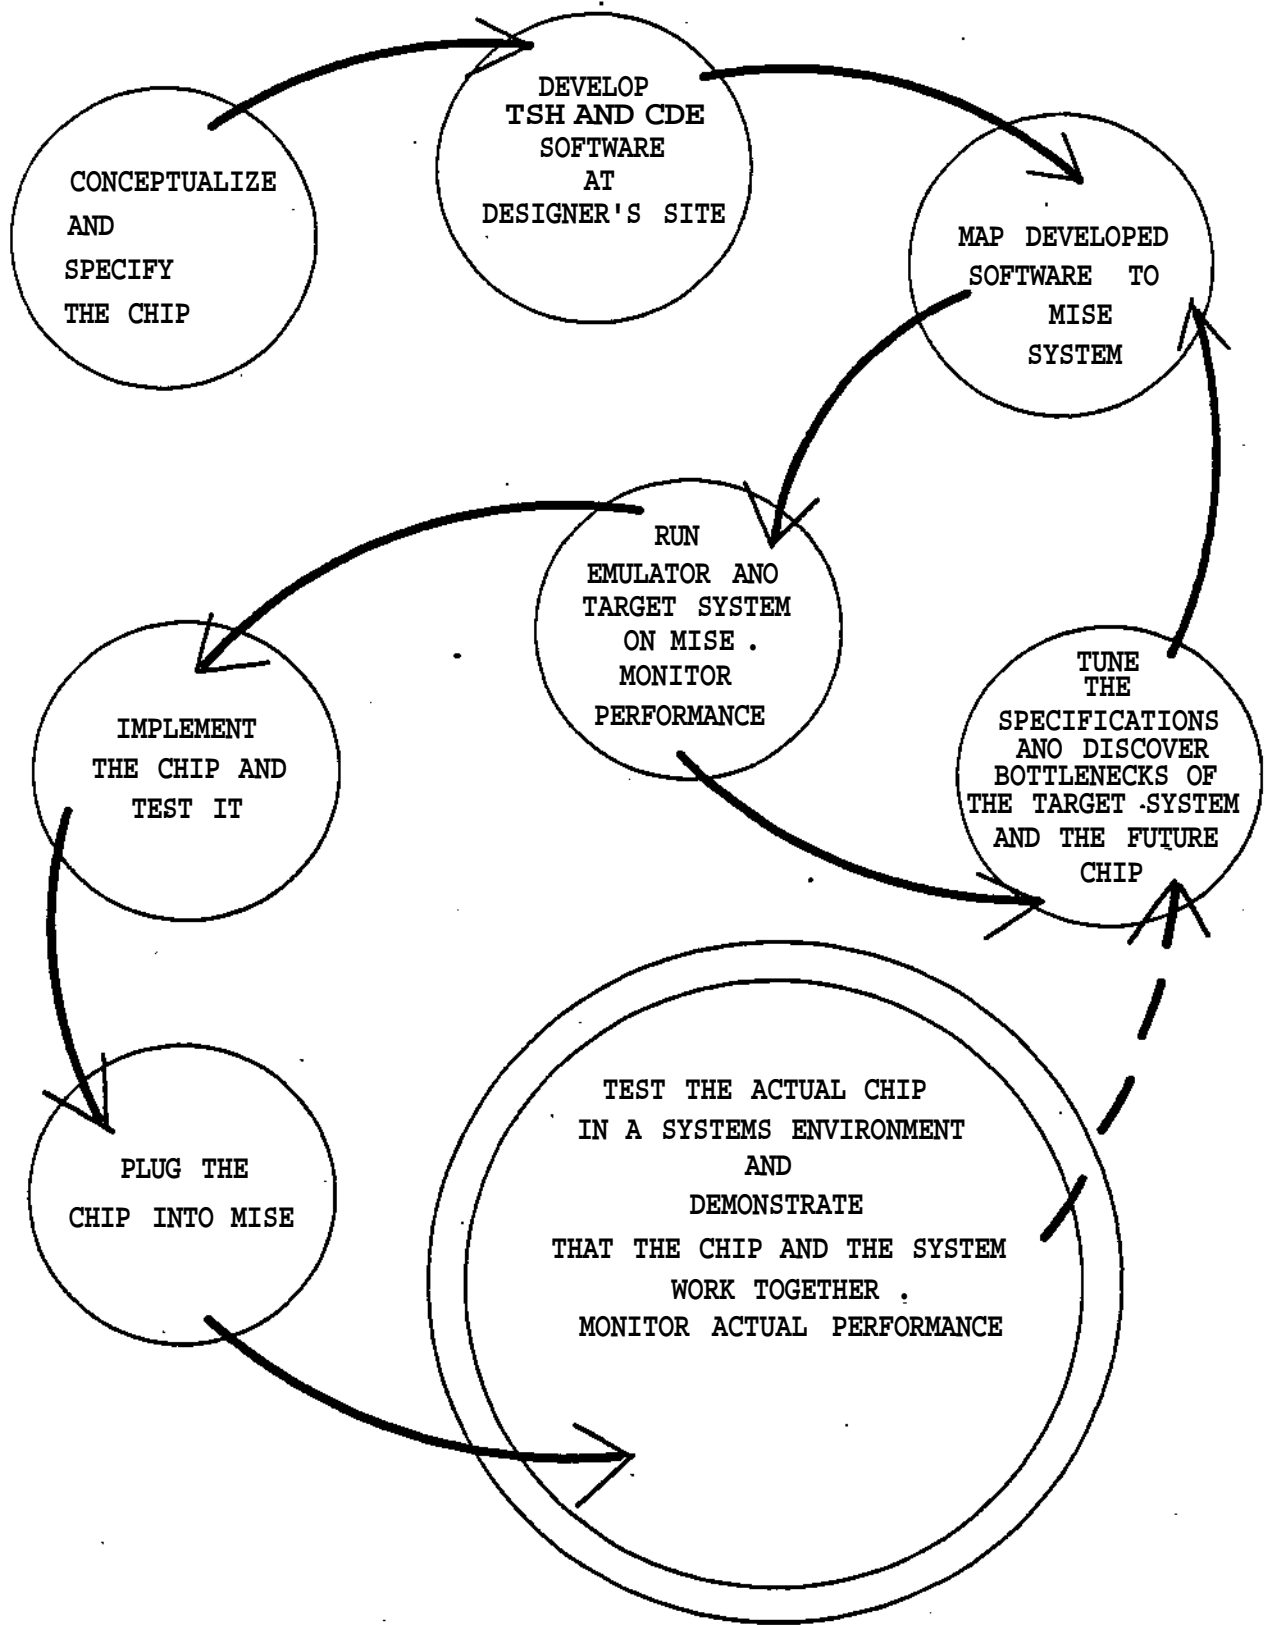 CONCEPTUALIZE
AND
SPECIFY
THE CHIP
DEVELOP
TSH AND CDE
SOFTWARE
AT
DESIGNER'S SITE
MAP DEVELOPED
SOFTWARE TO
MISE
SYSTEM
RUN
EMULATOR ANO
TARGET SYSTEM
ON MISE .
MONITOR
PERFORMANCE
TUNE
THE
SPECIFICATIONS
ANO DISCOVER
BOTTLENECKS OF
THE TARGET SYSTEM
AND THE FUTURE
CHIP
IMPLEMENT
THE CHIP AND
TEST IT
PLUG THE
CHIP INTO MISE
TEST THE ACTUAL CHIP
IN A SYSTEMS ENVIRONMENT
AND
DEMONSTRATE
THAT THE CHIP AND THE SYSTEM
WORK TOGETHER .
MONITOR ACTUAL PERFORMANCE